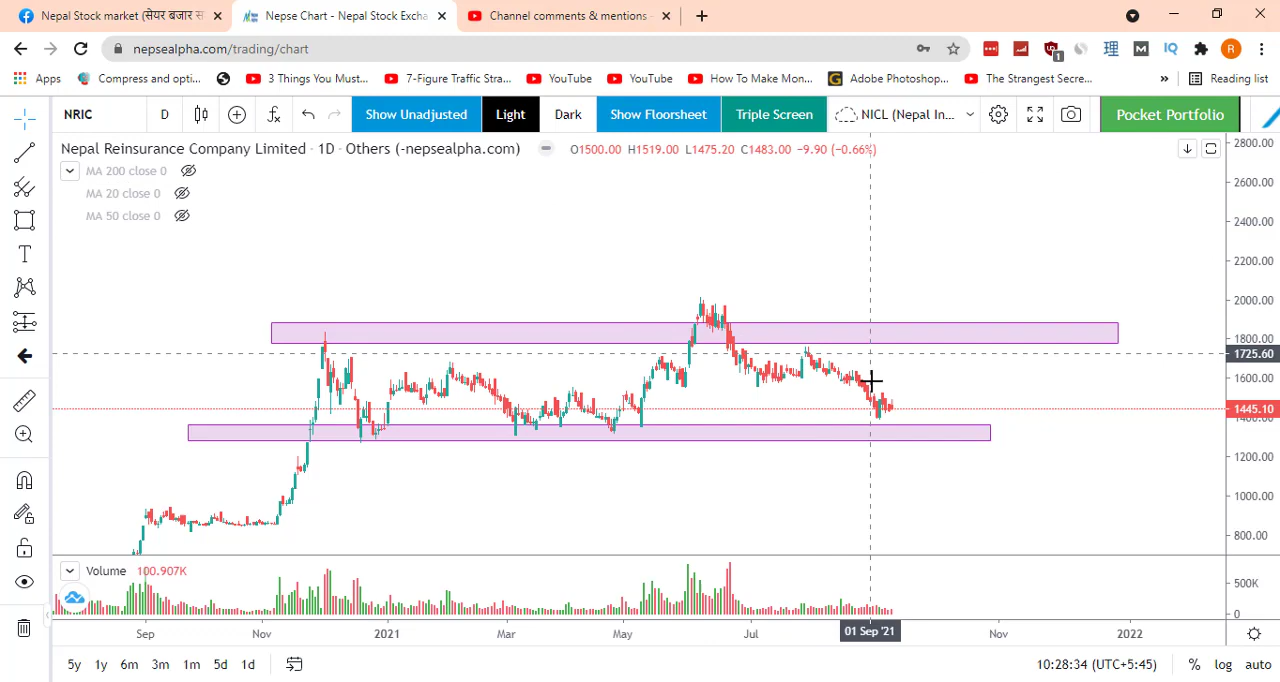 Nepal Stock market (सेयर बजार स
Nepse Chart - Nepal Stock Excha
Channel comments & mentions -
nepsealpha.com/trading/chart
Apps
Compress and opti...
3 Things You Must...
7-Figure Traffic Stra...
YouTube
YouTube
How To Make Mon...
Adobe Photoshop...
The Strangest Secre...
»
Reading list
NRIC
D
Show Unadjusted
Light
Dark
Show Floorsheet
Triple Screen
NICL (Nepal In...
Pocket Portfolio
Nepal Reinsurance Company Limited · 1D · Others (-nepsealpha.com)
O1500.00 H1519.00 L1475.20 C1483.00 -9.90 (-0.66%)
MA 200 close 0
MA 20 close 0
MA 50 close 0
2800.00
2600.00
2400.00
2200.00
2000.00
1800.00
1725.60
1600.00
1445.10
1400.00
1200.00
1000.00
800.00
Volume 100.907K
500K
0
Sep
Nov
2021
Mar
May
Jul
01 Sep '21
Nov
2022
5y 1y 6m 3m 1m 5d 1d
10:28:34 (UTC+5:45)
% log auto